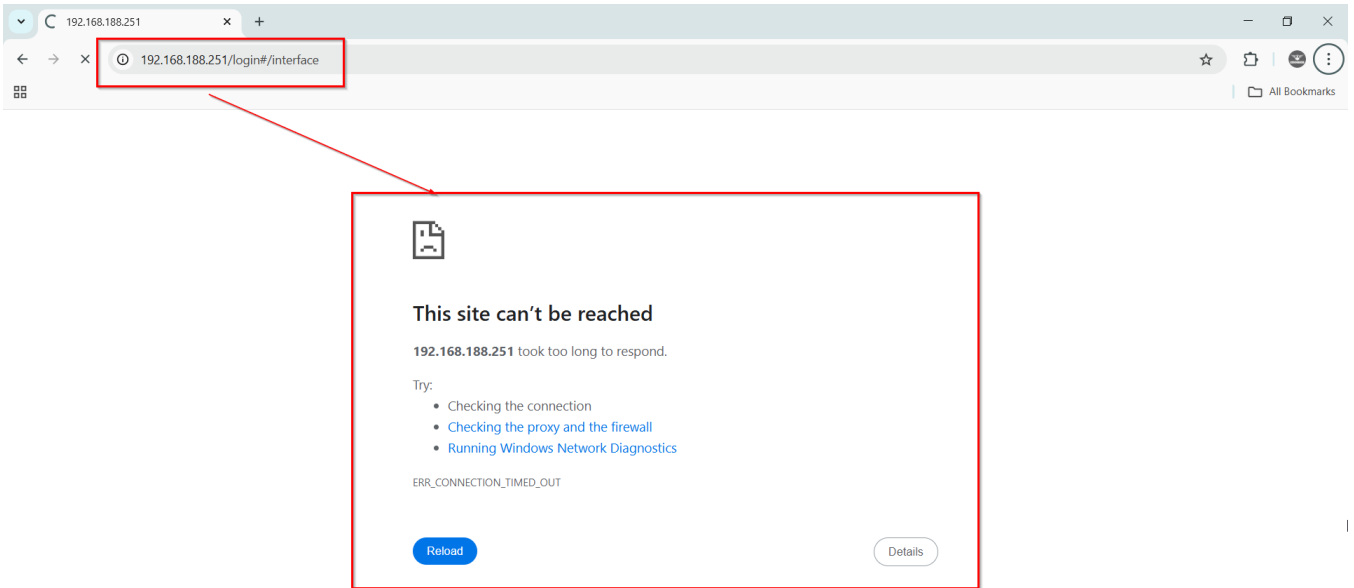 192.168.188.251
192.168.188.251/login#/interface
All Bookmarks
This site can’t be reached
192.168.188.251 took too long to respond.
Try:
Checking the connection
Checking the proxy and the firewall
Running Windows Network Diagnostics
ERR_CONNECTION_TIMED_OUT
Reload
Details